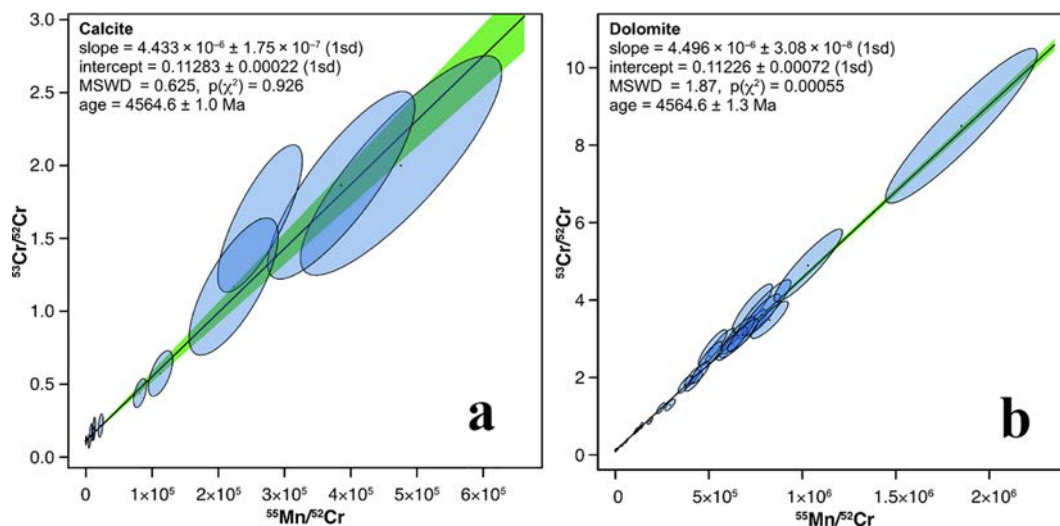 Calcite
slope = 4.433 × 10⁻⁶ ± 1.75 × 10⁻⁷ (1sd)
intercept = 0.11283 ± 0.00022 (1sd)
MSWD = 0.625, p(χ²) = 0.926
age = 4564.6 ± 1.0 Ma
3.0
2.5
2.0
1.5
1.0
0.5
0.0
⁵³Cr/⁵²Cr
a
0 1×10⁵ 2×10⁵ 3×10⁵ 4×10⁵ 5×10⁵ 6×10⁶
⁵⁵Mn/⁵²Cr
Dolomite
slope = 4.496 × 10⁻⁶ ± 3.08 × 10⁻⁸ (1sd)
intercept = 0.11226 ± 0.00072 (1sd)
MSWD = 1.87, p(χ²) = 0.00055
age = 4564.6 ± 1.3 Ma
10
8
6
4
2
0
⁵³Cr/⁵²Cr
b
0 5×10⁵ 1×10⁶ 1.5×10⁶ 2×10⁶
⁵⁵Mn/⁵²Cr